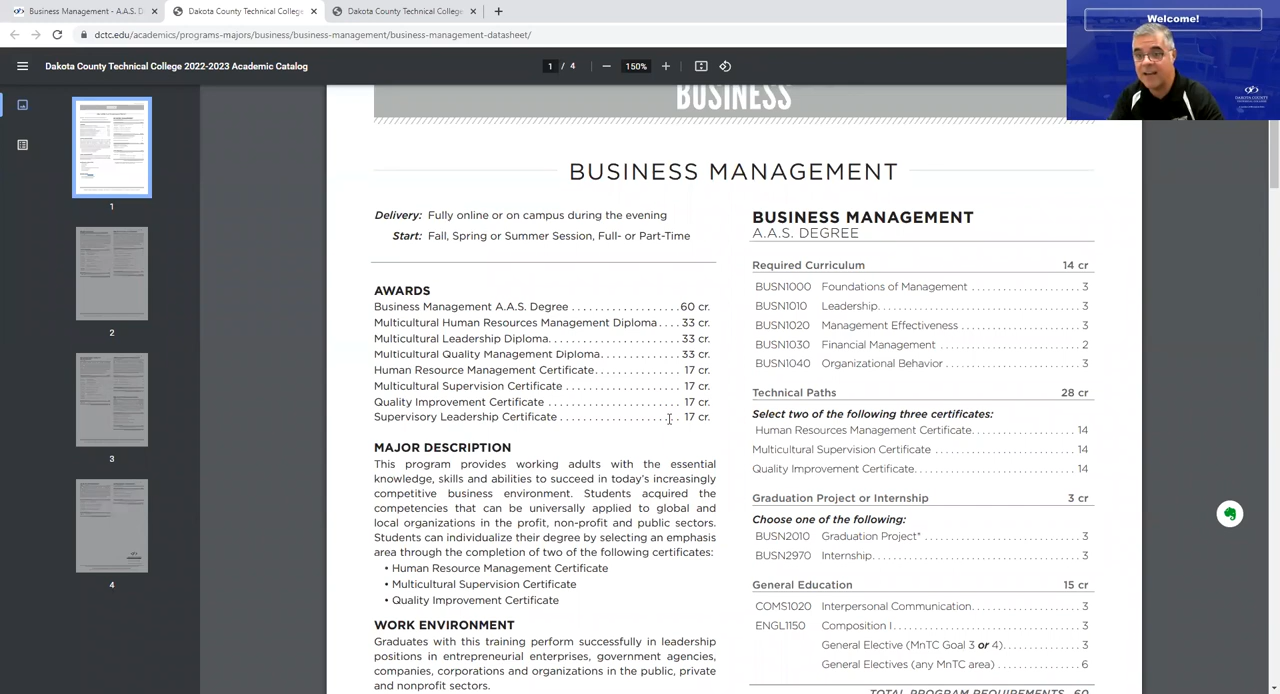 Business Management - A.A.S. D
Dakota County Technical College
Dakota County Technical College
dctc.edu/academics/programs-majors/business/business-management/business-management-datasheet/
Welcome!
Dakota County Technical College 2022-2023 Academic Catalog
1 / 4
150%
DAKOTA COUNTY
TECHNICAL COLLEGE
BUSINESS
BUSINESS MANAGEMENT
Delivery: Fully online or on campus during the evening
Start: Fall, Spring or Summer Session, Full- or Part-Time
AWARDS
Business Management A.A.S. Degree . . . . . . . . . . . . . . . . 60 cr.
Multicultural Human Resources Management Diploma . . . . 33 cr.
Multicultural Leadership Diploma. . . . . . . . . . . . . . . . . . . . 33 cr.
Multicultural Quality Management Diploma. . . . . . . . . . . . 33 cr.
Human Resource Management Certificate. . . . . . . . . . . . . 17 cr.
Multicultural Supervision Certificate . . . . . . . . . . . . . . . . . 17 cr.
Quality Improvement Certificate . . . . . . . . . . . . . . . . . . . . 17 cr.
Supervisory Leadership Certificate . . . . . . . . . . . . . . . . . . 17 cr.
MAJOR DESCRIPTION
This program provides working adults with the essential
knowledge, skills and abilities to succeed in today's increasingly
competitive business environment. Students acquired the
competencies that can be universally applied to global and
local organizations in the profit, non-profit and public sectors.
Students can individualize their degree by selecting an emphasis
area through the completion of two of the following certificates:
• Human Resource Management Certificate
• Multicultural Supervision Certificate
• Quality Improvement Certificate
WORK ENVIRONMENT
Graduates with this training perform successfully in leadership
positions in entrepreneurial enterprises, government agencies,
companies, corporations and organizations in the public, private
and nonprofit sectors.
BUSINESS MANAGEMENT
A.A.S. DEGREE
Required Curriculum 14 cr
BUSN1000 Foundations of Management . . . . . . . . . . . . . . . 3
BUSN1010 Leadership. . . . . . . . . . . . . . . . . . . . . . . . . . . . 3
BUSN1020 Management Effectiveness . . . . . . . . . . . . . . . . 3
BUSN1030 Financial Management . . . . . . . . . . . . . . . . . . . 2
BUSN1040 Organizational Behavior . . . . . . . . . . . . . . . . . . 3
Technical Paths 28 cr
Select two of the following three certificates:
Human Resources Management Certificate. . . . . . . . . . . . . . 14
Multicultural Supervision Certificate . . . . . . . . . . . . . . . . . . . 14
Quality Improvement Certificate. . . . . . . . . . . . . . . . . . . . . . 14
Graduation Project or Internship 3 cr
Choose one of the following:
BUSN2010 Graduation Project* . . . . . . . . . . . . . . . . . . . . . 3
BUSN2970 Internship. . . . . . . . . . . . . . . . . . . . . . . . . . . . . 3
General Education 15 cr
COMS1020 Interpersonal Communication. . . . . . . . . . . . . . . 3
ENGL1150 Composition I . . . . . . . . . . . . . . . . . . . . . . . . . . 3
General Elective (MnTC Goal 3 or 4). . . . . . . . . . . 3
General Electives (any MnTC area) . . . . . . . . . . . . 6
TOTAL PROGRAM REQUIREMENTS 60
1
2
3
4